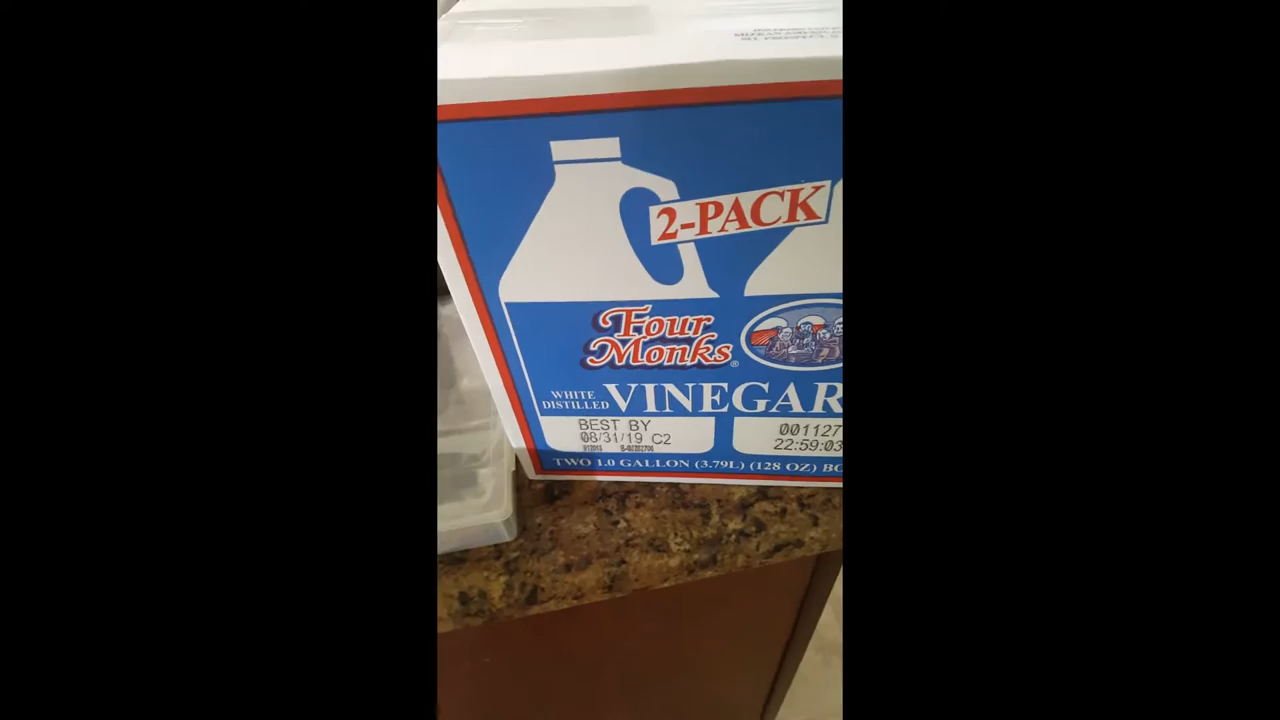 2-PACK
Four
Monks®
WHITE
DISTILLED
VINEGAR
BEST BY
08/31/19 C2
001127
22:59:03
TWO 1.0 GALLON (3.79L) (128 OZ)